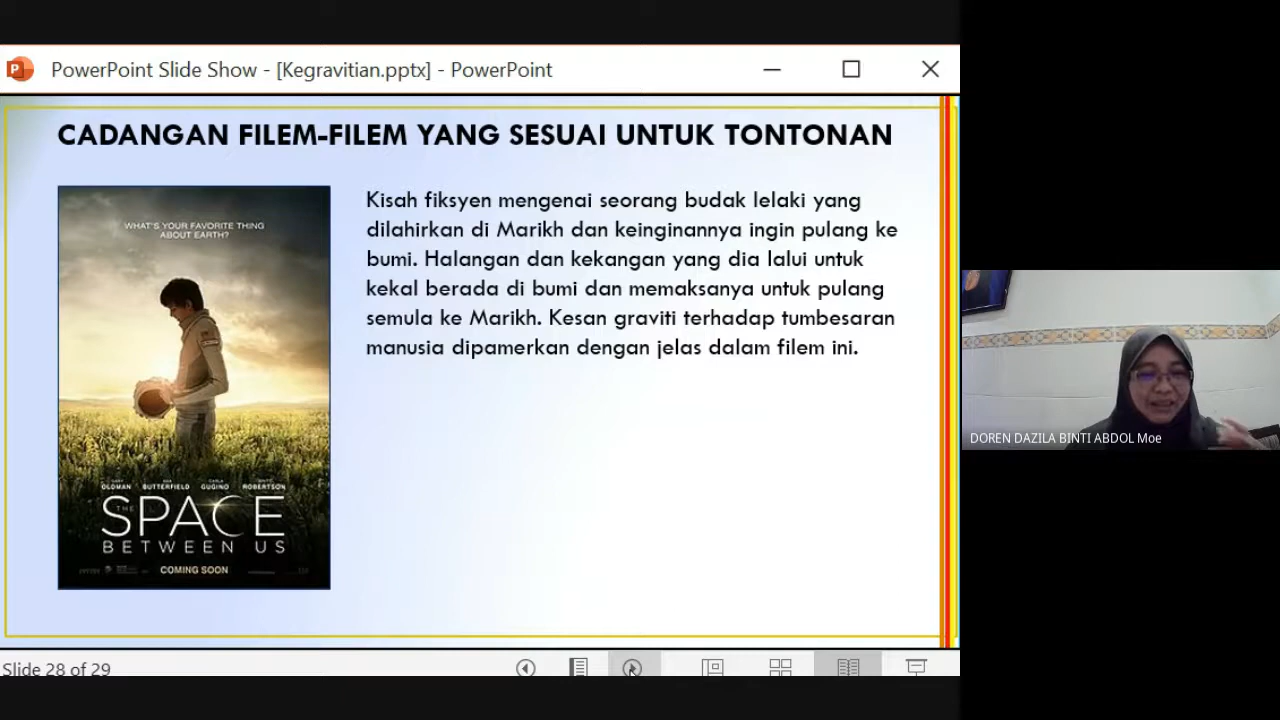 PowerPoint Slide Show - [Kegravitian.pptx] - PowerPoint
CADANGAN FILEM-FILEM YANG SESUAI UNTUK TONTONAN
WHAT'S YOUR FAVORITE THING
ABOUT EARTH?
OLDMAN BUTTERFIELD GUGINO ROBERTSON
THE
SPACE
BETWEEN US
COMING SOON
Kisah fiksyen mengenai seorang budak lelaki yang
dilahirkan di Marikh dan keinginannya ingin pulang ke
bumi. Halangan dan kekangan yang dia lalui untuk
kekal berada di bumi dan memaksanya untuk pulang
semula ke Marikh. Kesan graviti terhadap tumbesaran
manusia dipamerkan dengan jelas dalam filem ini.
DOREN DAZILA BINTI ABDOL Moe
Slide 28 of 29